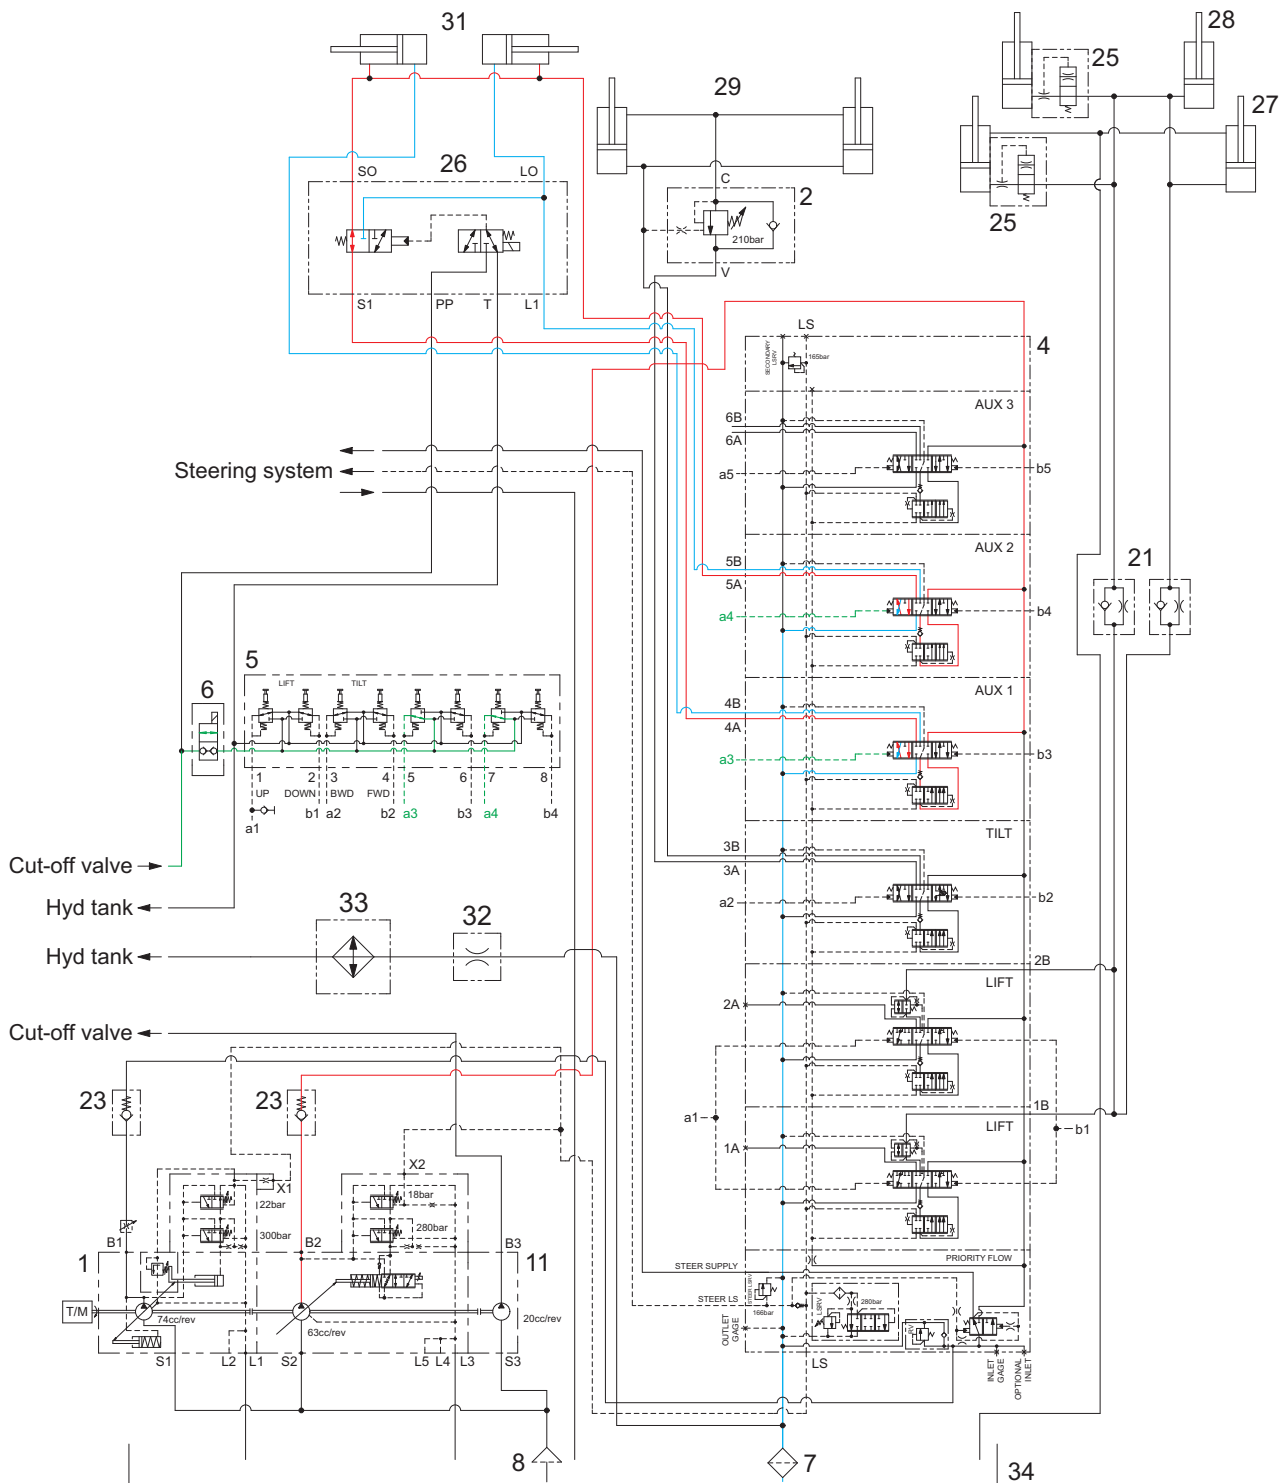 31
28
25
29
27
SO
26
LO
C
2
25
210bar
V
S1
PP
T
L1
LS
4
SECONDARY
LSRV
165bar
AUX 3
6B
6A
Steering system
a5
b5
AUX 2
5B
5A
21
a4
b4
5
6
LIFT
TILT
AUX 1
4B
4A
a3
b3
1
2
3
4
5
6
7
8
UP
DOWN
BWD
FWD
a1
b1
a2
b2
a3
b3
a4
b4
TILT
3B
3A
Cut-off valve
a2
b2
Hyd tank
33
32
Hyd tank
2B
LIFT
2A
Cut-off valve
23
23
1B
a1
LIFT
b1
1A
X2
X1
18bar
22bar
280bar
300bar
B1
B2
B3
1
11
STEER SUPPLY
PRIORITY FLOW
STEER LSRV
STEER LS
166bar
LSRV
280bar
RV
T/M
74cc/rev
63cc/rev
20cc/rev
OUTLET
GAGE
S1
L2
L1
S2
L5
L4
L3
S3
LS
INLET
GAGE
OPTIONAL
INLET
8
7
34